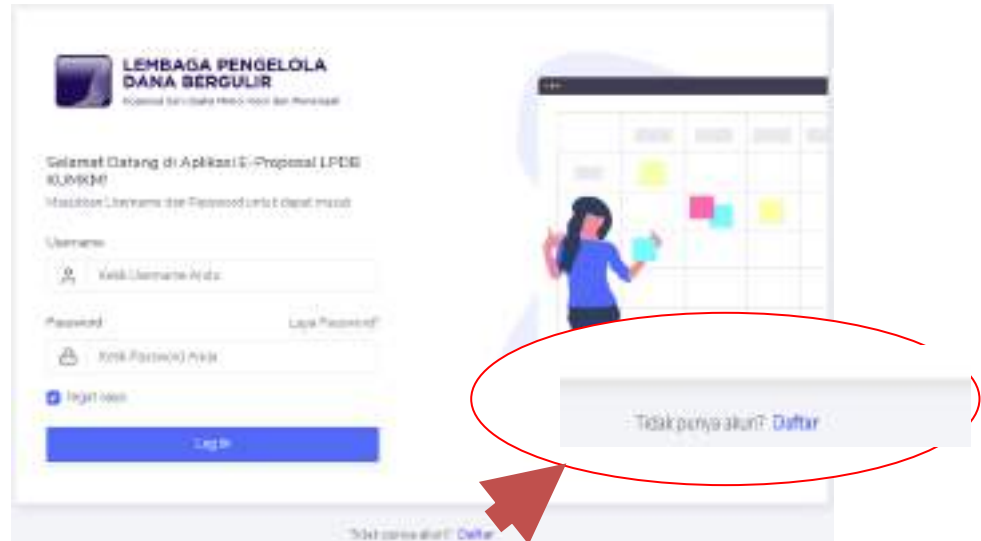 LEMBAGA PENGELOLA
DANA BERGULIR
Selamat Datang di Aplikasi E-Proposal LPDB
KUMKM!
Masukkan Username dan Password untuk dapat masuk
Username
Ketik Username Anda
Password
Lupa Password?
Ketik Password Anda
Ingat saya
Log In
Tidak punya akun? Daftar
Tidak punya akun? Daftar